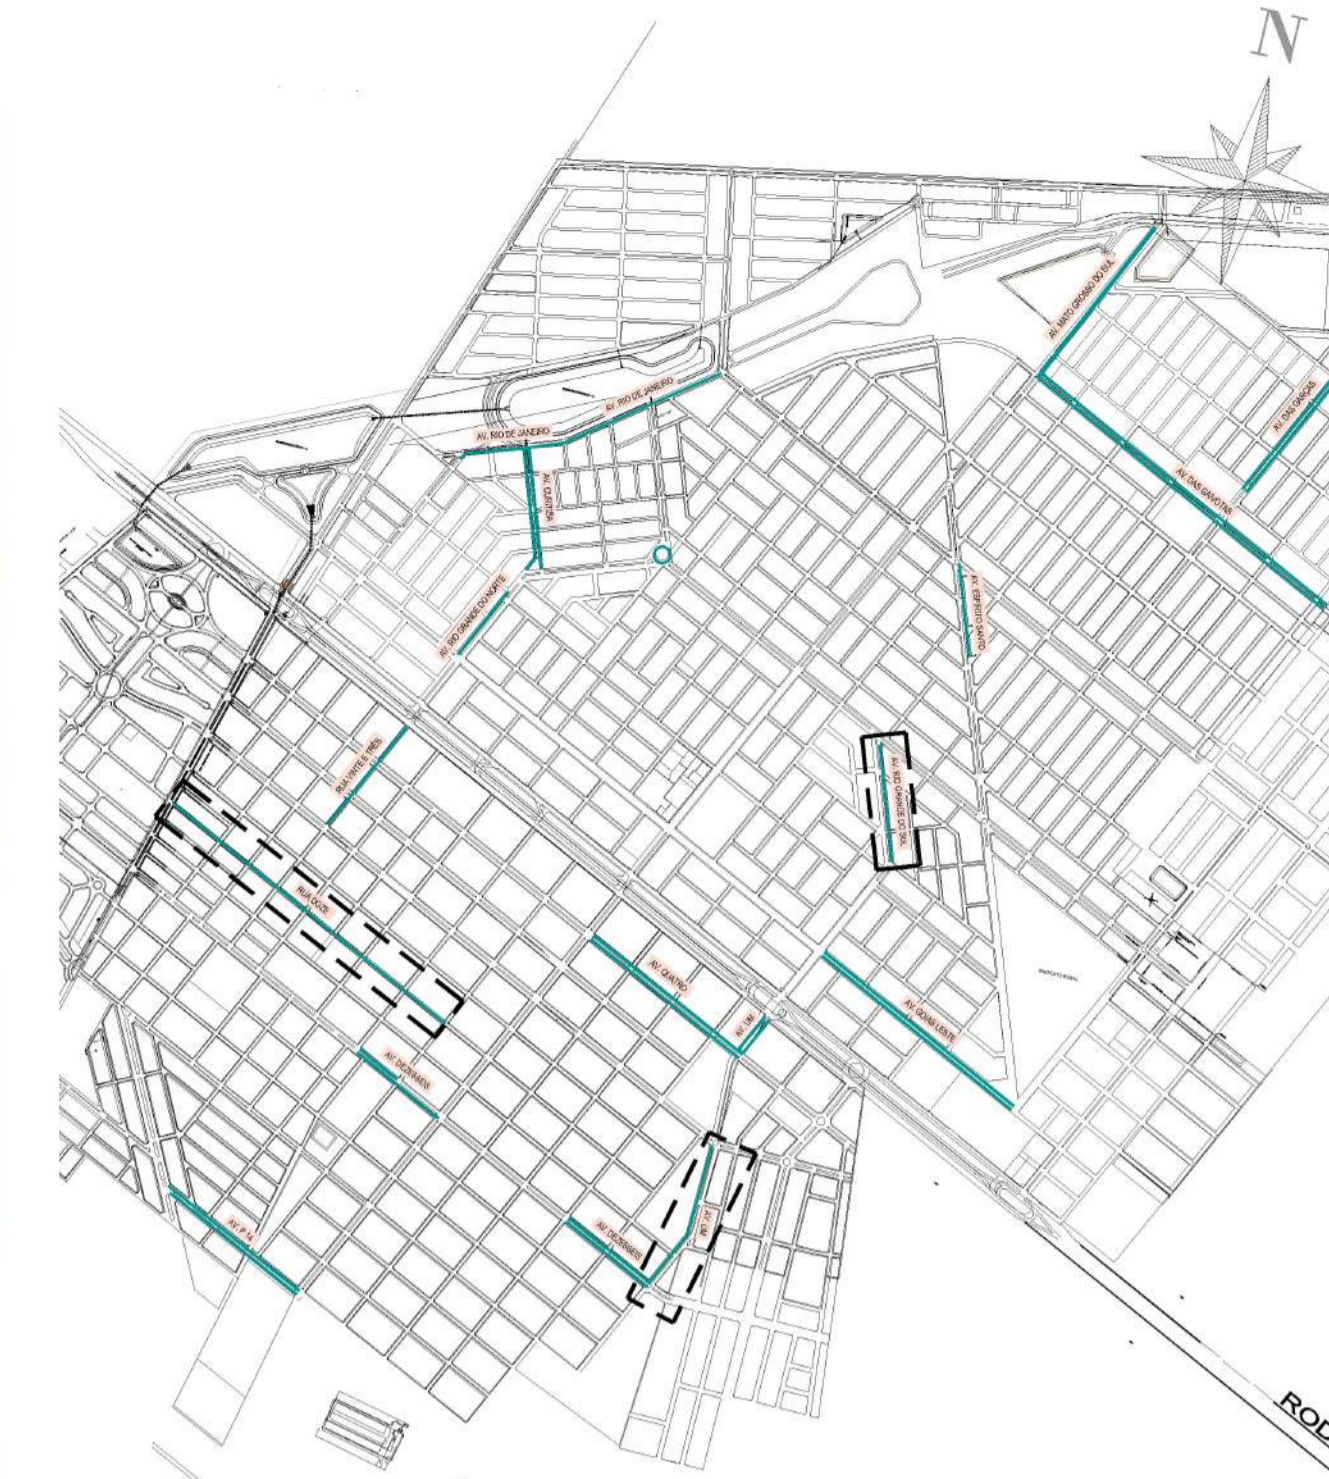 N
AV. MATO GROSSO DO SUL
AV. RIO DE JANEIRO
AV. DAS GARÇAS
AV. RIO DE JANEIRO
AV. CURITIBA
AV. DAS GAIVOTAS
AV. RIO GRANDE DO NORTE
AV. ESPÍRITO SANTO
RUA VINTE E TRÊS
AV. RIO GRANDE DO SUL
RUA DOZE
AV. QUATRO
AV. UM
AV. GOIAS LESTE
AV. DEZESSEIS
AV. P 14
AV. DEZESSEIS
AV. UM
ROD